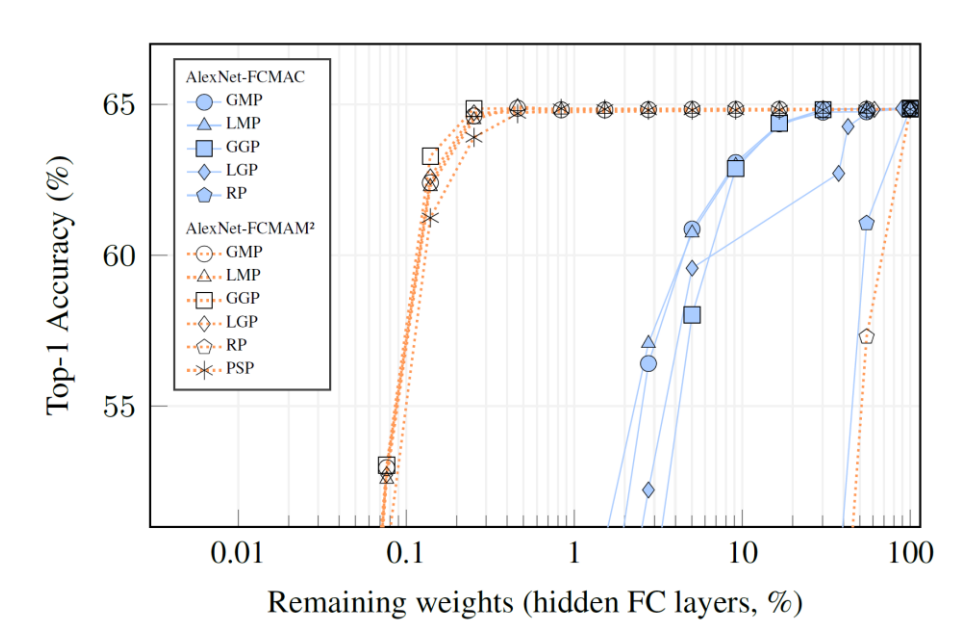 AlexNet-FCMAC
GMP
LMP
GGP
LGP
RP
AlexNet-FCMAM²
GMP
LMP
GGP
LGP
RP
PSP
Top-1 Accuracy (%)
65
60
55
0.01 0.1 1 10 100
Remaining weights (hidden FC layers, %)